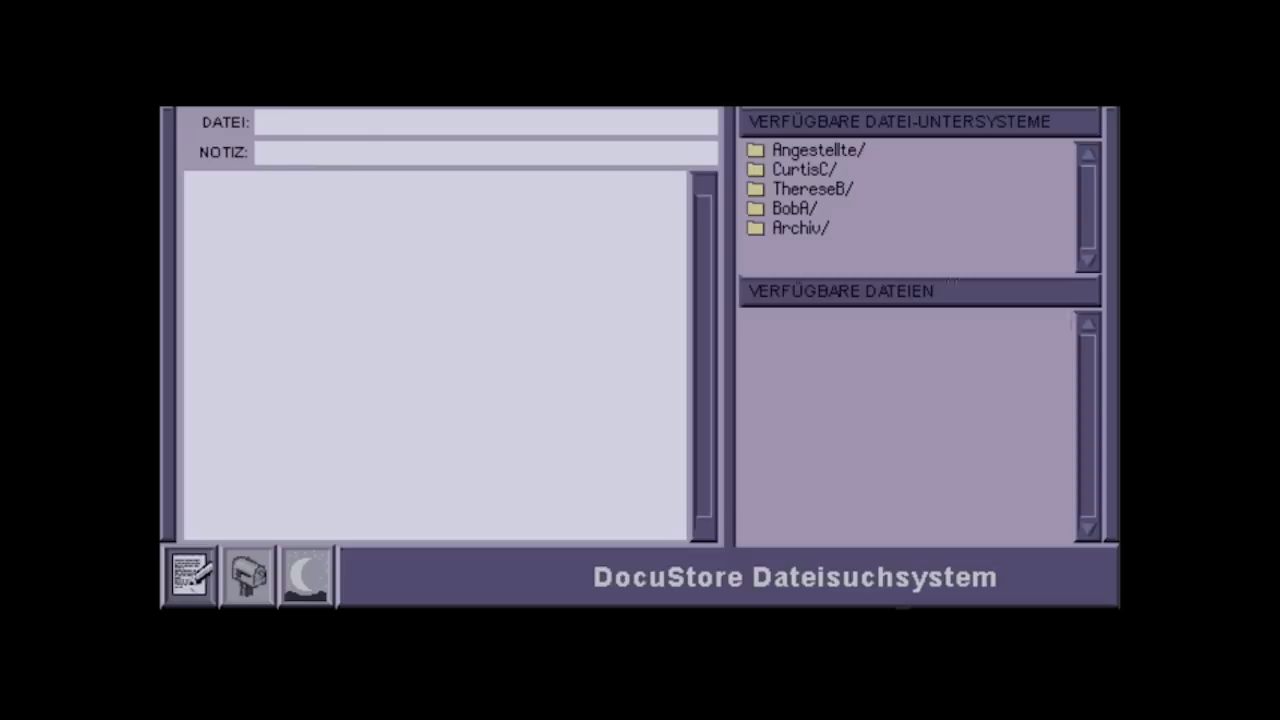 DATEI:
NOTIZ:
VERFÜGBARE DATEI-UNTERSYSTEME
Angestellte/
CurtisC/
ThereseB/
BobA/
Archiv/
VERFÜGBARE DATEIEN
DocuStore Dateisuchsystem